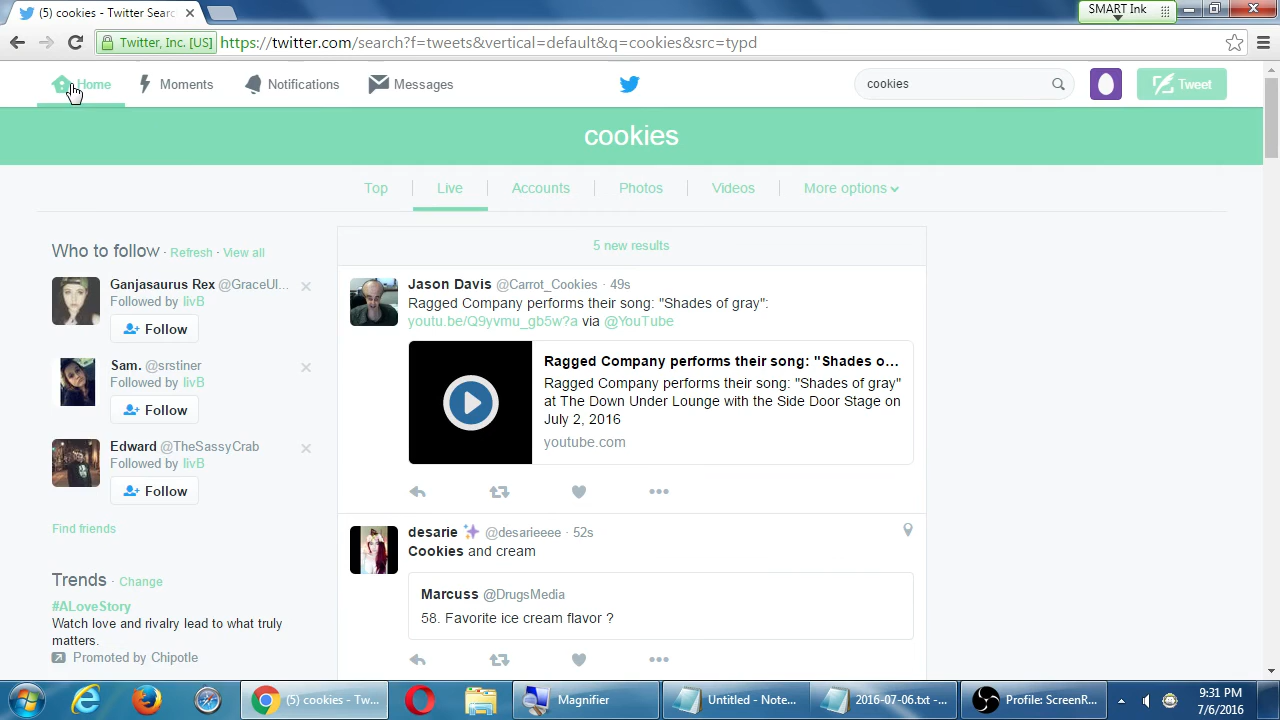 (5) cookies - Twitter Searc
SMART Ink
Twitter, Inc. [US]
https://twitter.com/search?f=tweets&vertical=default&q=cookies&src=typd
Home
Moments
Notifications
Messages
cookies
Tweet
cookies
Top
Live
Accounts
Photos
Videos
More options
Who to follow · Refresh · View all
Ganjasaurus Rex @GraceUl...
Followed by livB
Follow
Sam. @srstiner
Followed by livB
Follow
Edward @TheSassyCrab
Followed by livB
Follow
Find friends
Trends · Change
#ALoveStory
Watch love and rivalry lead to what truly
matters.
Promoted by Chipotle
5 new results
Jason Davis @Carrot_Cookies · 49s
Ragged Company performs their song: "Shades of gray":
youtu.be/Q9yvmu_gb5w?a via @YouTube
Ragged Company performs their song: "Shades o...
Ragged Company performs their song: "Shades of gray"
at The Down Under Lounge with the Side Door Stage on
July 2, 2016
youtube.com
desarie @desarieeee · 52s
Cookies and cream
Marcuss @DrugsMedia
58. Favorite ice cream flavor ?
(5) cookies - Tw...
Magnifier
Untitled - Note...
2016-07-06.txt -...
Profile: ScreenR...
9:31 PM
7/6/2016